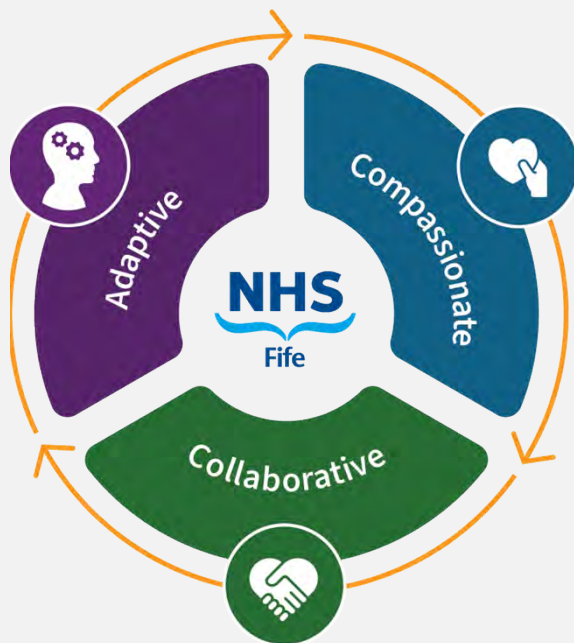 Adaptive
Compassionate
NHS
Fife
Collaborative